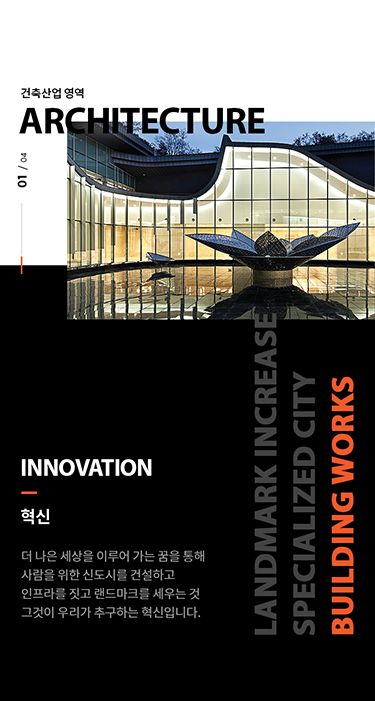 건축산업 영역
ARCHITECTURE
01 / 04
LANDMARK INCREASE
SPECIALIZED CITY
BUILDING WORKS
INNOVATION
혁신
더 나은 세상을 이루어 가는 꿈을 통해
사람을 위한 신도시를 건설하고
인프라를 짓고 랜드마크를 세우는 것
그것이 우리가 추구하는 혁신입니다.